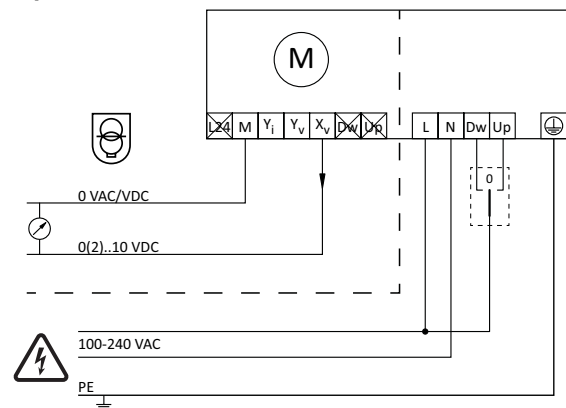 M
L24 M Yi Yv Xv Dw Up L N Dw Up
0
0 VAC/VDC
0(2)..10 VDC
100-240 VAC
PE